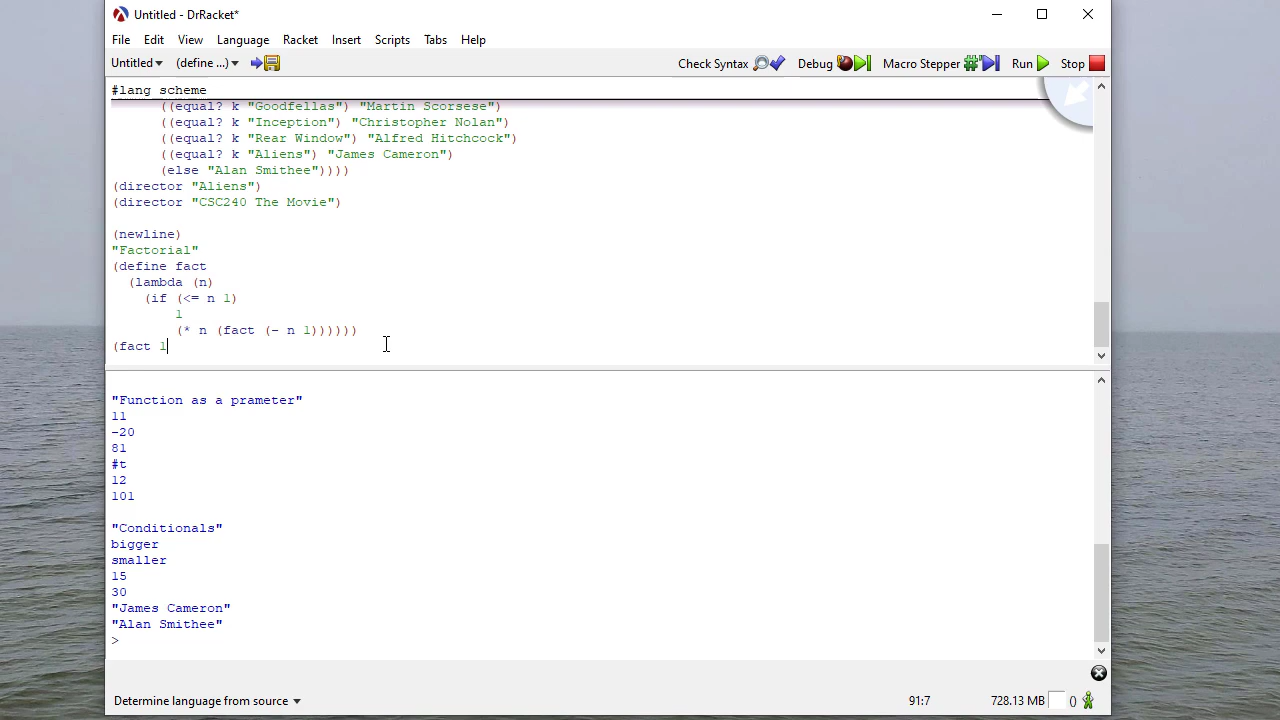 Untitled - DrRacket*
File Edit View Language Racket Insert Scripts Tabs Help
Untitled (define ...) Check Syntax Debug Macro Stepper Run Stop
#lang scheme
((equal? k "Goodfellas") "Martin Scorsese")
((equal? k "Inception") "Christopher Nolan")
((equal? k "Rear Window") "Alfred Hitchcock")
((equal? k "Aliens") "James Cameron")
(else "Alan Smithee"))))
(director "Aliens")
(director "CSC240 The Movie")
(newline)
"Factorial"
(define fact
(lambda (n)
(if (<= n 1)
1
(* n (fact (- n 1))))))
(fact 1
"Function as a prameter"
11
-20
81
#t
12
101
"Conditionals"
bigger
smaller
15
30
"James Cameron"
"Alan Smithee"
>
Determine language from source 91:7 728.13 MB ()